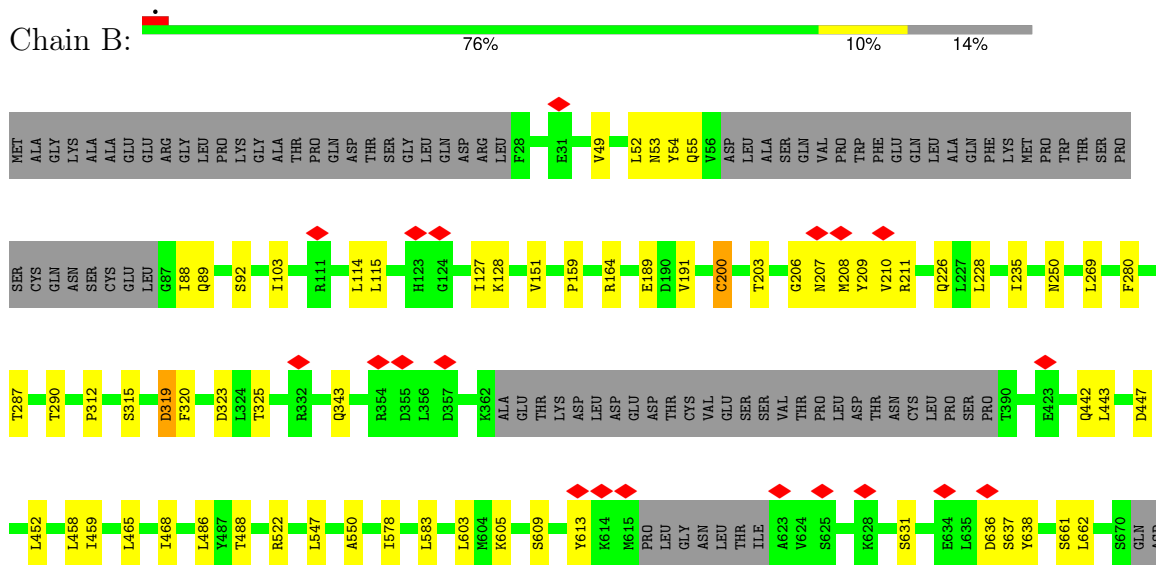 Chain B:
76% 10% 14%
MET ALA GLY LYS ALA ALA GLU GLU ARG GLY LEU PRO LYS GLY ALA THR PRO GLN ASP THR SER GLY LEU GLN ASP ARG LEU F28 E31 V49 L52 N53 Y54 Q55 V56 ASP LEU ALA SER GLN VAL PRO TRP PHE GLU GLN LEU ALA GLN PHE LYS MET PRO TRP THR SER PRO
SER CYS GLN ASN SER CYS GLU LEU G87 I88 Q89 S92 I103 R111 L114 L115 H123 G124 I127 K128 V151 P159 R164 E189 D190 V191 C200 T203 G206 N207 M208 Y209 V210 R211 Q226 L227 L228 I235 N250 L269 F280
T287 T290 P312 S315 D319 F320 D323 L324 T325 R332 Q343 R354 D355 L356 D357 K362 ALA GLU THR LYS ASP LEU ASP GLU ASP THR CYS VAL GLU SER SER VAL THR PRO LEU ASP THR ASN CYS LEU PRO SER PRO T390 E423 Q442 L443 D447
L452 L458 I459 L465 I468 L486 Y487 T488 R522 L547 A550 I578 L583 L603 M604 K605 S609 Y613 K614 M615 PRO LEU GLY ASN LEU THR ILE A623 V624 S625 K628 S631 E634 L635 D636 S637 Y638 S661 L662 S670 GLN ASP